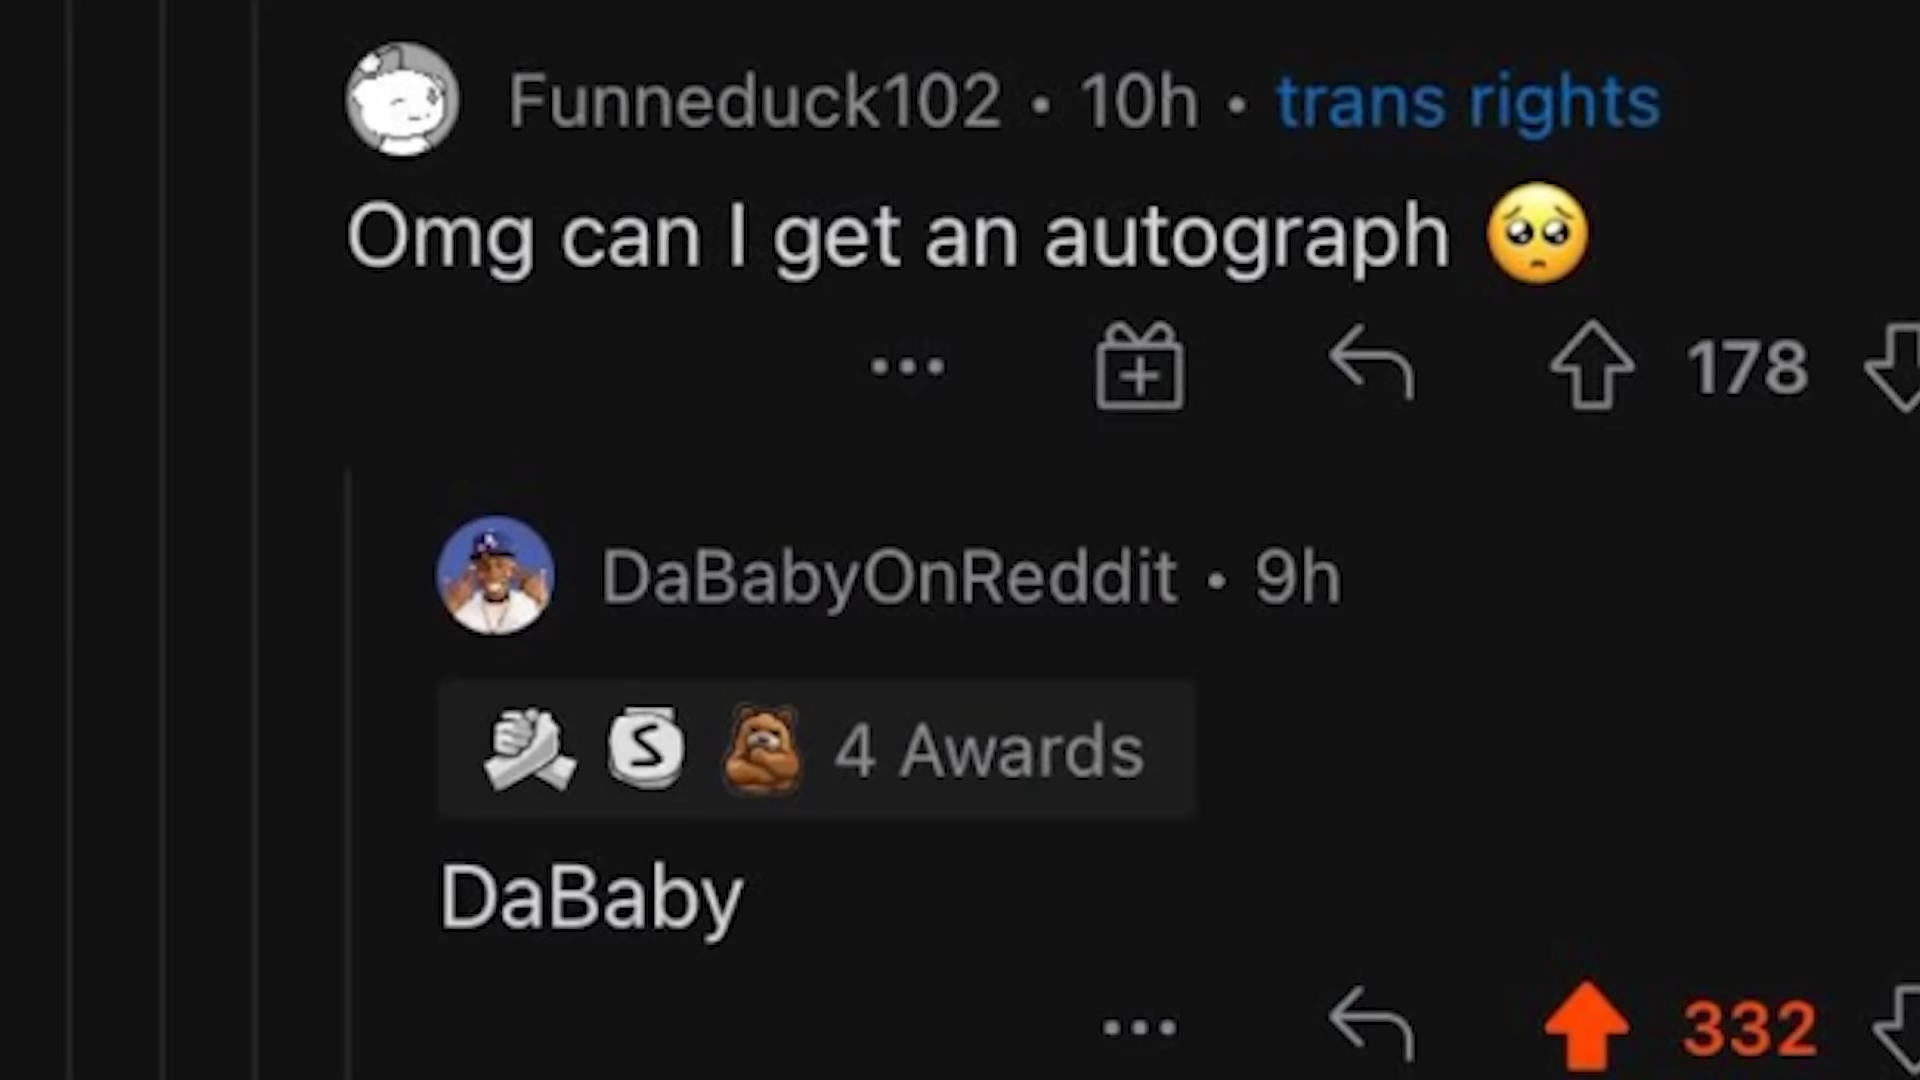 Funneduck102 • 10h • trans rights
Omg can I get an autograph 🥺
178
DaBabyOnReddit • 9h
S 4 Awards
DaBaby
332